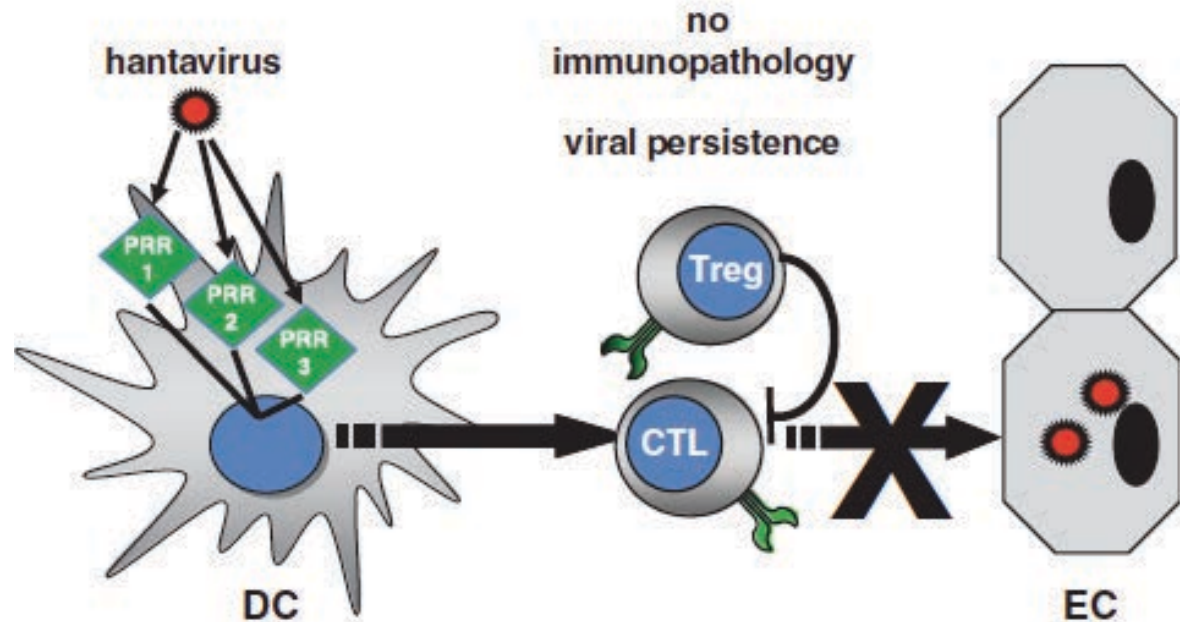 no
immunopathology
hantavirus
viral persistence
PRR
1
PRR
2
PRR
3
Treg
CTL
X
DC
EC